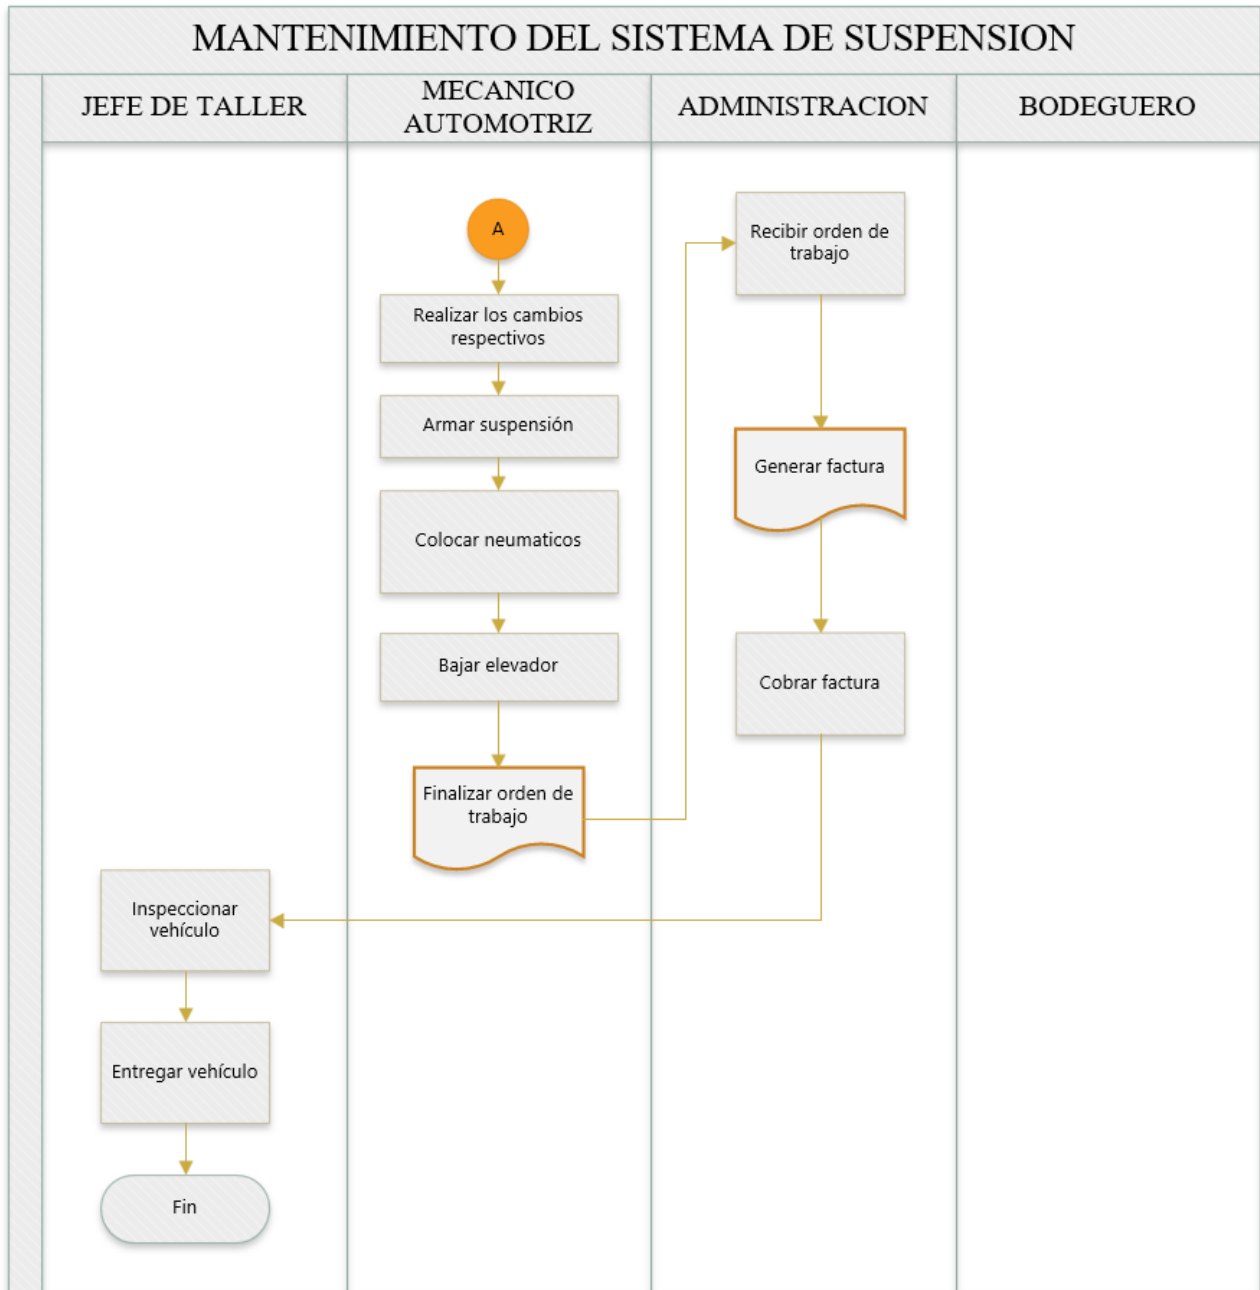 MANTENIMIENTO DEL SISTEMA DE SUSPENSION
JEFE DE TALLER
MECANICO
AUTOMOTRIZ
ADMINISTRACION
BODEGUERO
A
Realizar los cambios
respectivos
Armar suspensión
Colocar neumaticos
Bajar elevador
Finalizar orden de
trabajo
Recibir orden de
trabajo
Generar factura
Cobrar factura
Inspeccionar
vehículo
Entregar vehículo
Fin